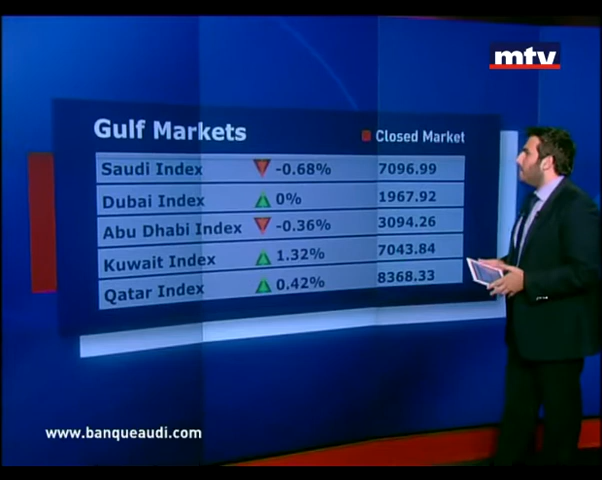 mtv
Gulf Markets
Closed Market
Saudi Index -0.68% 7096.99
Dubai Index 0% 1967.92
Abu Dhabi Index -0.36% 3094.26
Kuwait Index 1.32% 7043.84
Qatar Index 0.42% 8368.33
www.banqueaudi.com